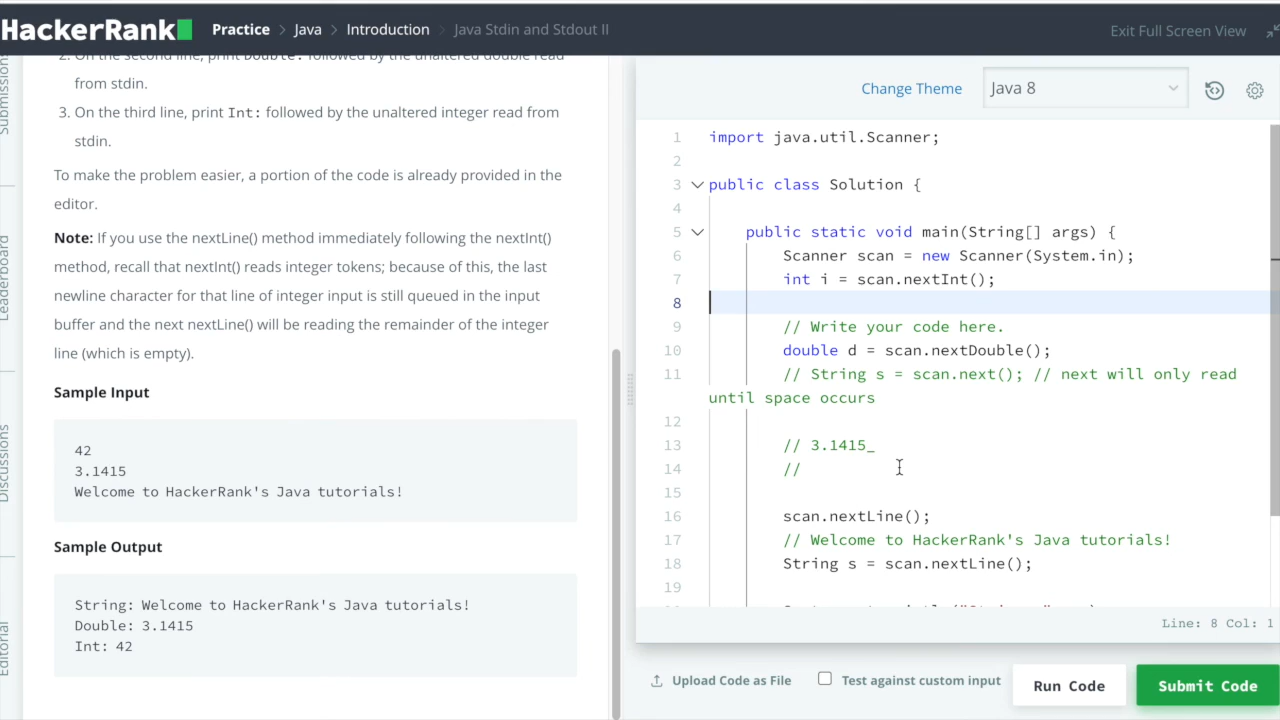 HackerRank
Practice > Java > Introduction > Java Stdin and Stdout II
Exit Full Screen View
Submissions
Leaderboard
Discussions
Editorial
2. On the second line, print Double: followed by the unaltered double read
from stdin.
3. On the third line, print Int: followed by the unaltered integer read from
stdin.
To make the problem easier, a portion of the code is already provided in the
editor.
Note: If you use the nextLine() method immediately following the nextInt()
method, recall that nextInt() reads integer tokens; because of this, the last
newline character for that line of integer input is still queued in the input
buffer and the next nextLine() will be reading the remainder of the integer
line (which is empty).
Sample Input
42
3.1415
Welcome to HackerRank's Java tutorials!
Sample Output
String: Welcome to HackerRank's Java tutorials!
Double: 3.1415
Int: 42
Change Theme
Java 8
1 import java.util.Scanner;
2
3 public class Solution {
4
5 public static void main(String[] args) {
6 Scanner scan = new Scanner(System.in);
7 int i = scan.nextInt();
8
9 // Write your code here.
10 double d = scan.nextDouble();
11 // String s = scan.next(); // next will only read
until space occurs
12
13 // 3.1415_
14 //
15
16 scan.nextLine();
17 // Welcome to HackerRank's Java tutorials!
18 String s = scan.nextLine();
19
Line: 8 Col: 1
Upload Code as File
Test against custom input
Run Code
Submit Code